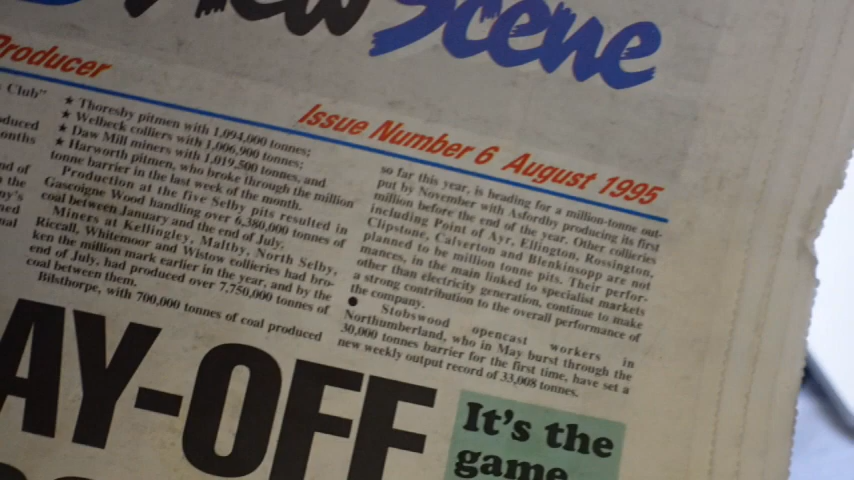 New Scene
Producer
Issue Number 6 August 1995
Club"
duced
onths
nd of
the
ny's
ned
★ Thoresby pitmen with 1,094,000 tonnes;
★ Welbeck colliers with 1,006,900 tonnes;
★ Daw Mill miners with 1,019,500 tonnes, and
★ Harworth pitmen, who broke through the million
tonne barrier in the last week of the month.
Production at the five Selby pits resulted in
Gascoigne Wood handling over 6,380,000 tonnes of
coal between January and the end of July.
Miners at Kellingley, Maltby, North Selby,
Riccall, Whitemoor and Wistow collieries had bro-
ken the million mark earlier in the year, and by the
end of July, had produced over 7,750,000 tonnes of
coal between them.
Bilsthorpe, with 700,000 tonnes of coal produced
so far this year, is heading for a million-tonne out-
put by November with Asfordby producing its first
million before the end of the year. Other collieries
including Point of Ayr, Ellington, Rossington,
Clipstone, Calverton and Blenkinsopp are not
planned to be million tonne pits. Their perfor-
mances, in the main linked to specialist markets
other than electricity generation, continue to make
a strong contribution to the overall performance of
the company.
● Stobswood opencast workers in
Northumberland, who in May burst through the
30,000 tonnes barrier for the first time, have set a
new weekly output record of 33,008 tonnes.
AY-OFF
It's the
game